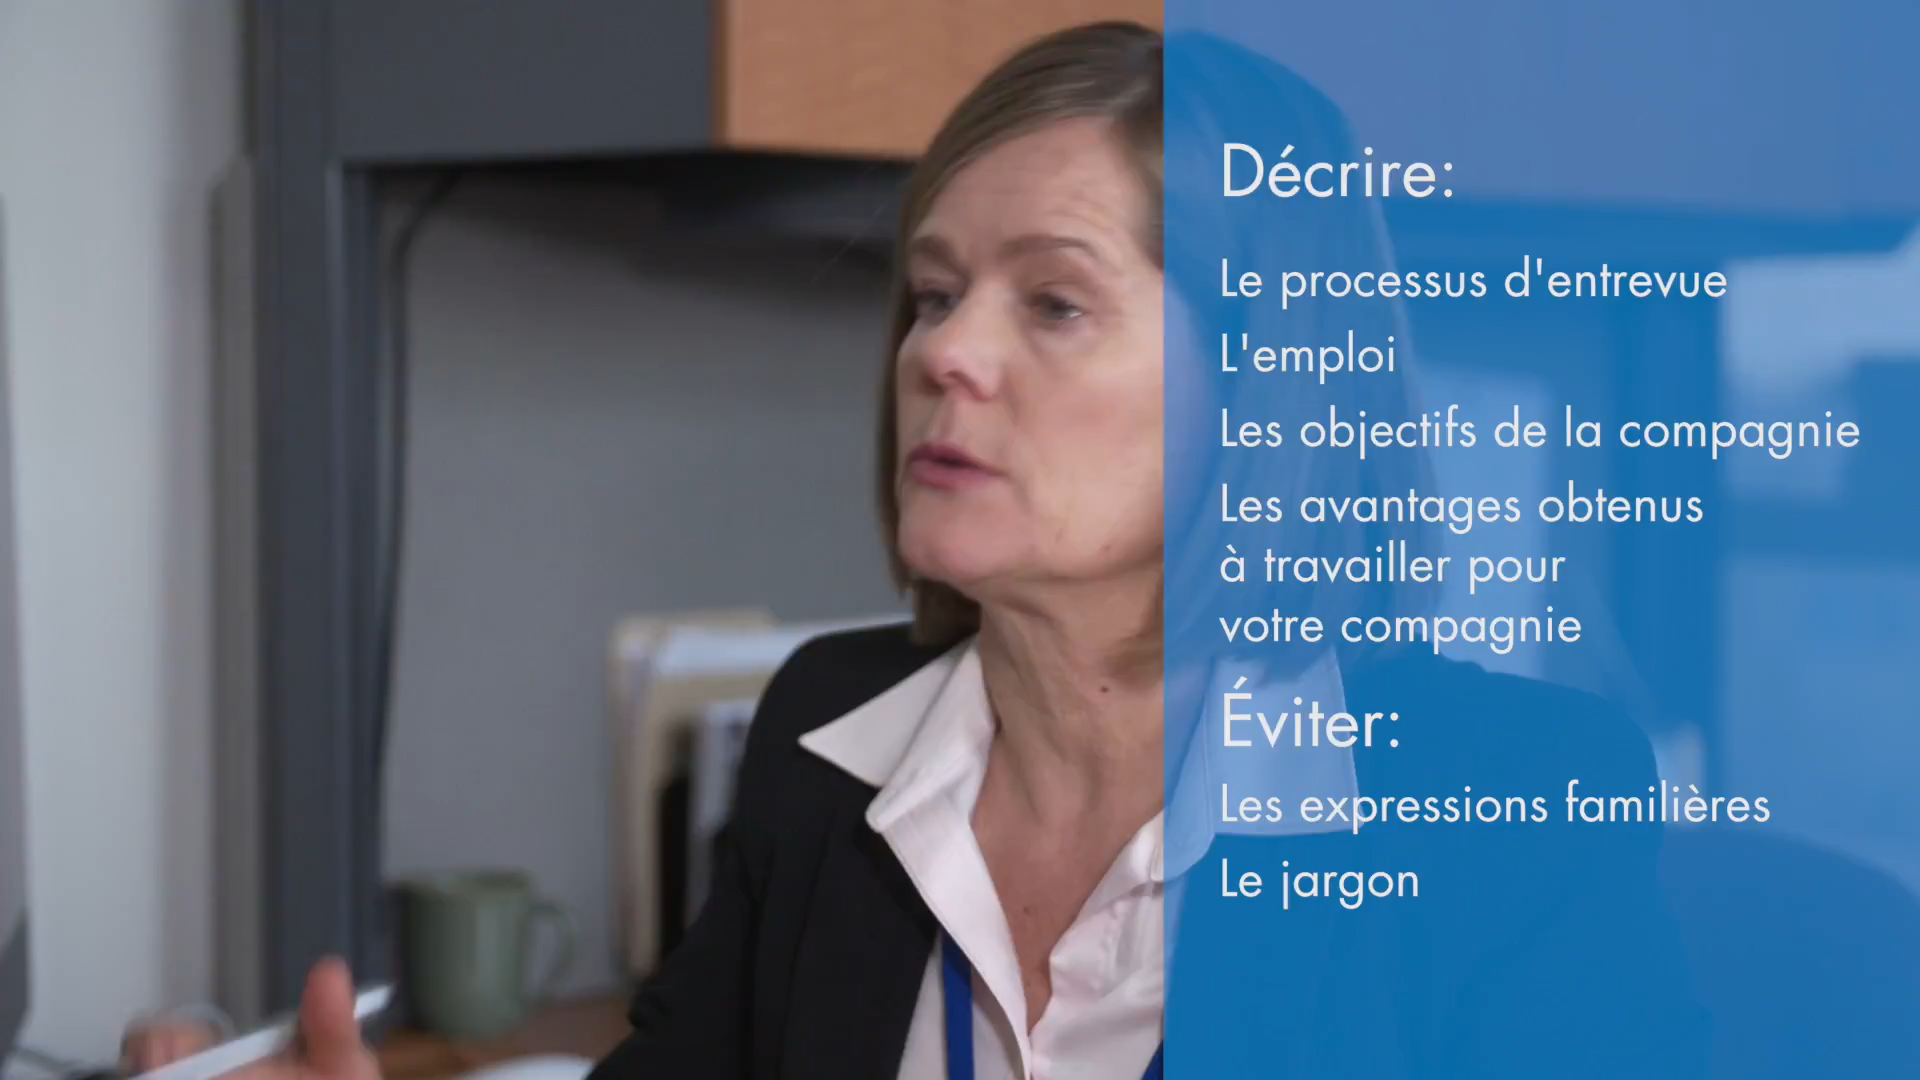 Décrire:
Le processus d'entrevue
L'emploi
Les objectifs de la compagnie
Les avantages obtenus
à travailler pour
votre compagnie
Éviter:
Les expressions familières
Le jargon